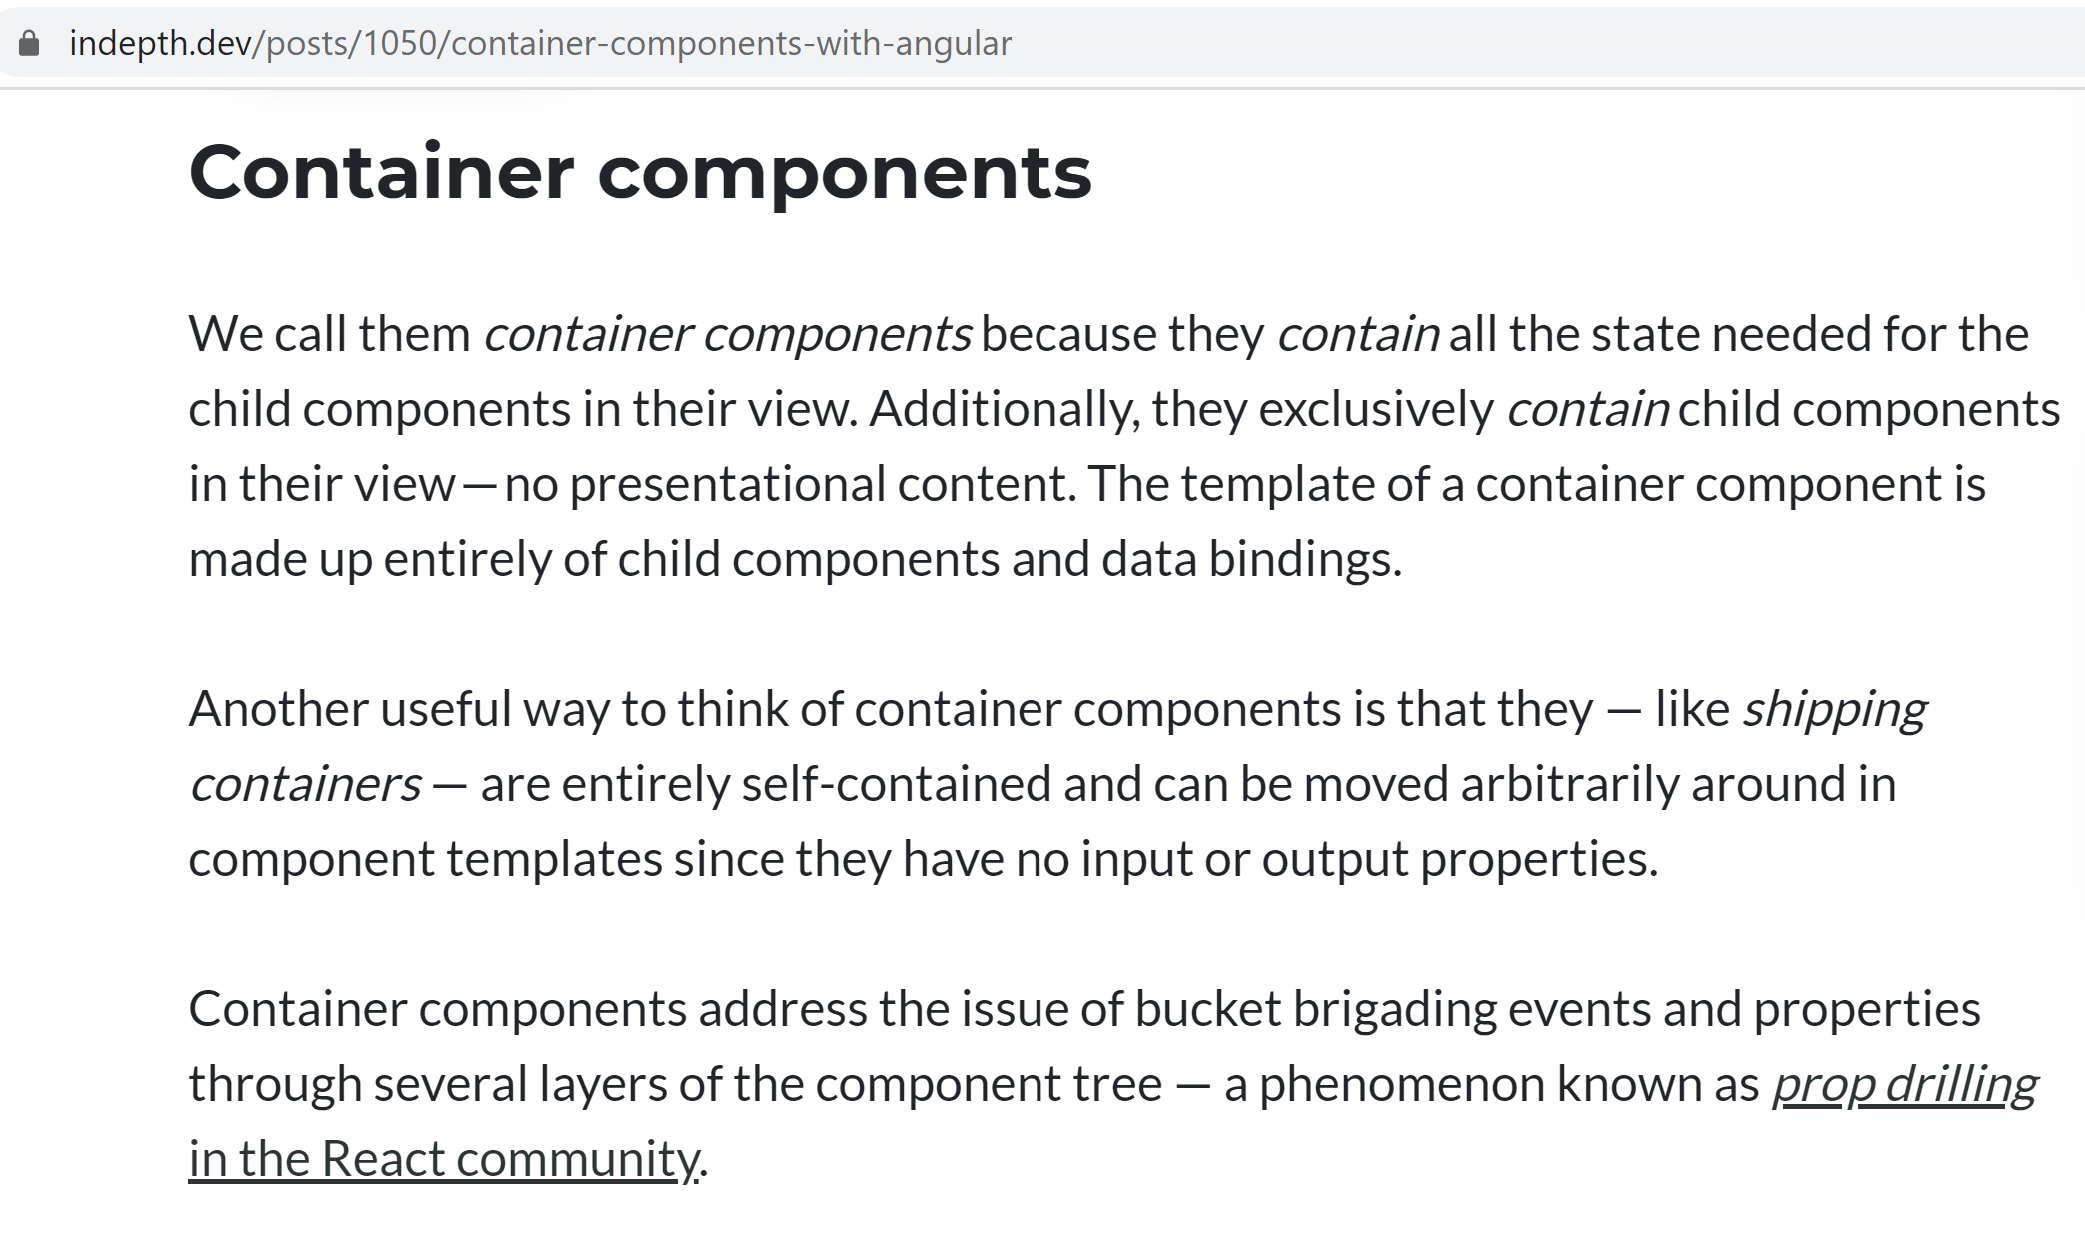 indepth.dev/posts/1050/container-components-with-angular
Container components
We call them container components because they contain all the state needed for the
child components in their view. Additionally, they exclusively contain child components
in their view—no presentational content. The template of a container component is
made up entirely of child components and data bindings.
Another useful way to think of container components is that they — like shipping
containers — are entirely self-contained and can be moved arbitrarily around in
component templates since they have no input or output properties.
Container components address the issue of bucket brigading events and properties
through several layers of the component tree — a phenomenon known as prop drilling
in the React community.